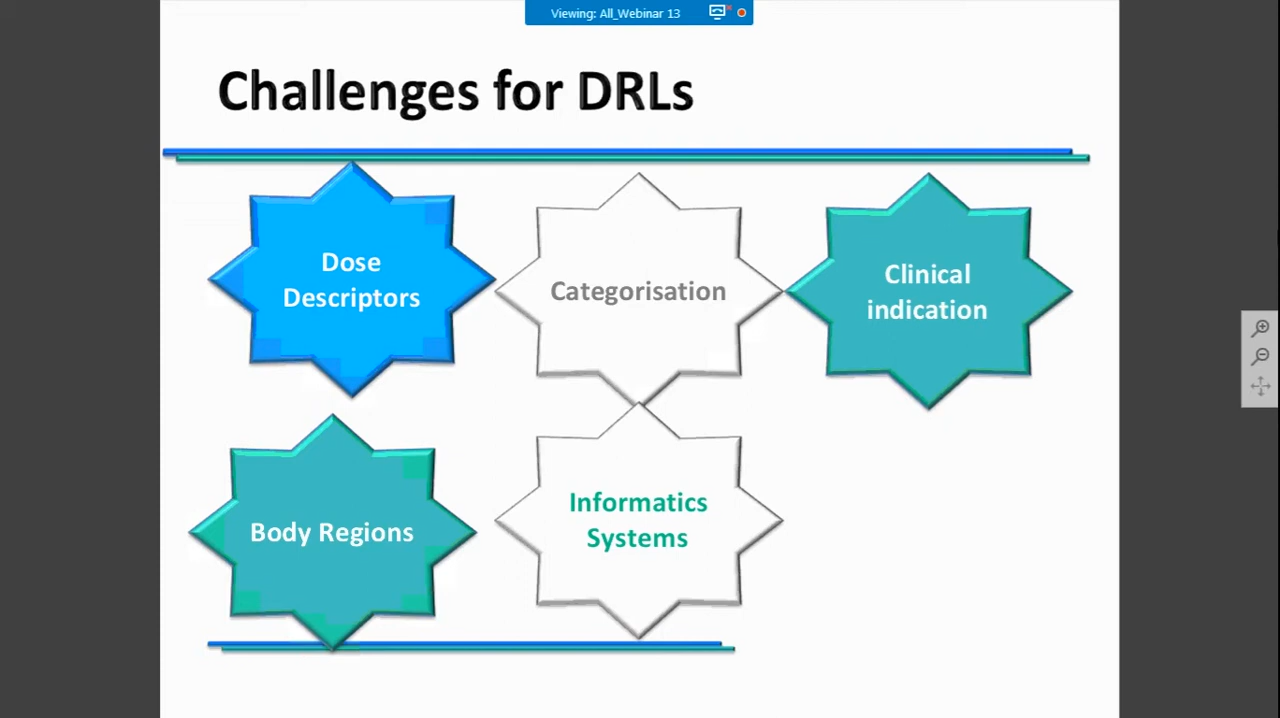 Viewing: All_Webinar 13
Challenges for DRLs
Dose
Descriptors
Categorisation
Clinical
indication
Body Regions
Informatics
Systems